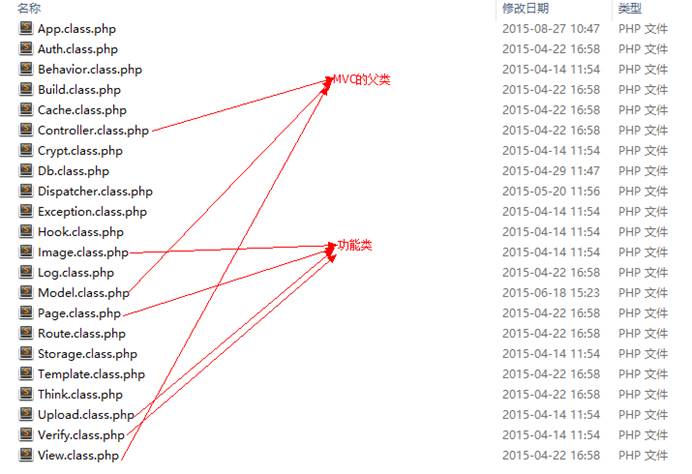 名称 修改日期 类型
App.class.php 2015-08-27 10:47 PHP 文件
Auth.class.php 2015-04-22 16:58 PHP 文件
Behavior.class.php 2015-04-14 11:54 PHP 文件
MVC的父类
Build.class.php 2015-04-22 16:58 PHP 文件
Cache.class.php 2015-04-22 16:58 PHP 文件
Controller.class.php 2015-04-22 16:58 PHP 文件
Crypt.class.php 2015-04-14 11:54 PHP 文件
Db.class.php 2015-04-29 11:47 PHP 文件
Dispatcher.class.php 2015-05-20 11:56 PHP 文件
Exception.class.php 2015-04-14 11:54 PHP 文件
Hook.class.php 2015-04-14 11:54 PHP 文件
功能类
Image.class.php 2015-04-14 11:54 PHP 文件
Log.class.php 2015-04-22 16:58 PHP 文件
Model.class.php 2015-06-18 15:23 PHP 文件
Page.class.php 2015-04-22 16:58 PHP 文件
Route.class.php 2015-04-22 16:58 PHP 文件
Storage.class.php 2015-04-14 11:54 PHP 文件
Template.class.php 2015-04-22 16:58 PHP 文件
Think.class.php 2015-04-22 16:58 PHP 文件
Upload.class.php 2015-04-14 11:54 PHP 文件
Verify.class.php 2015-04-22 16:58 PHP 文件
View.class.php 2015-04-22 16:58 PHP 文件